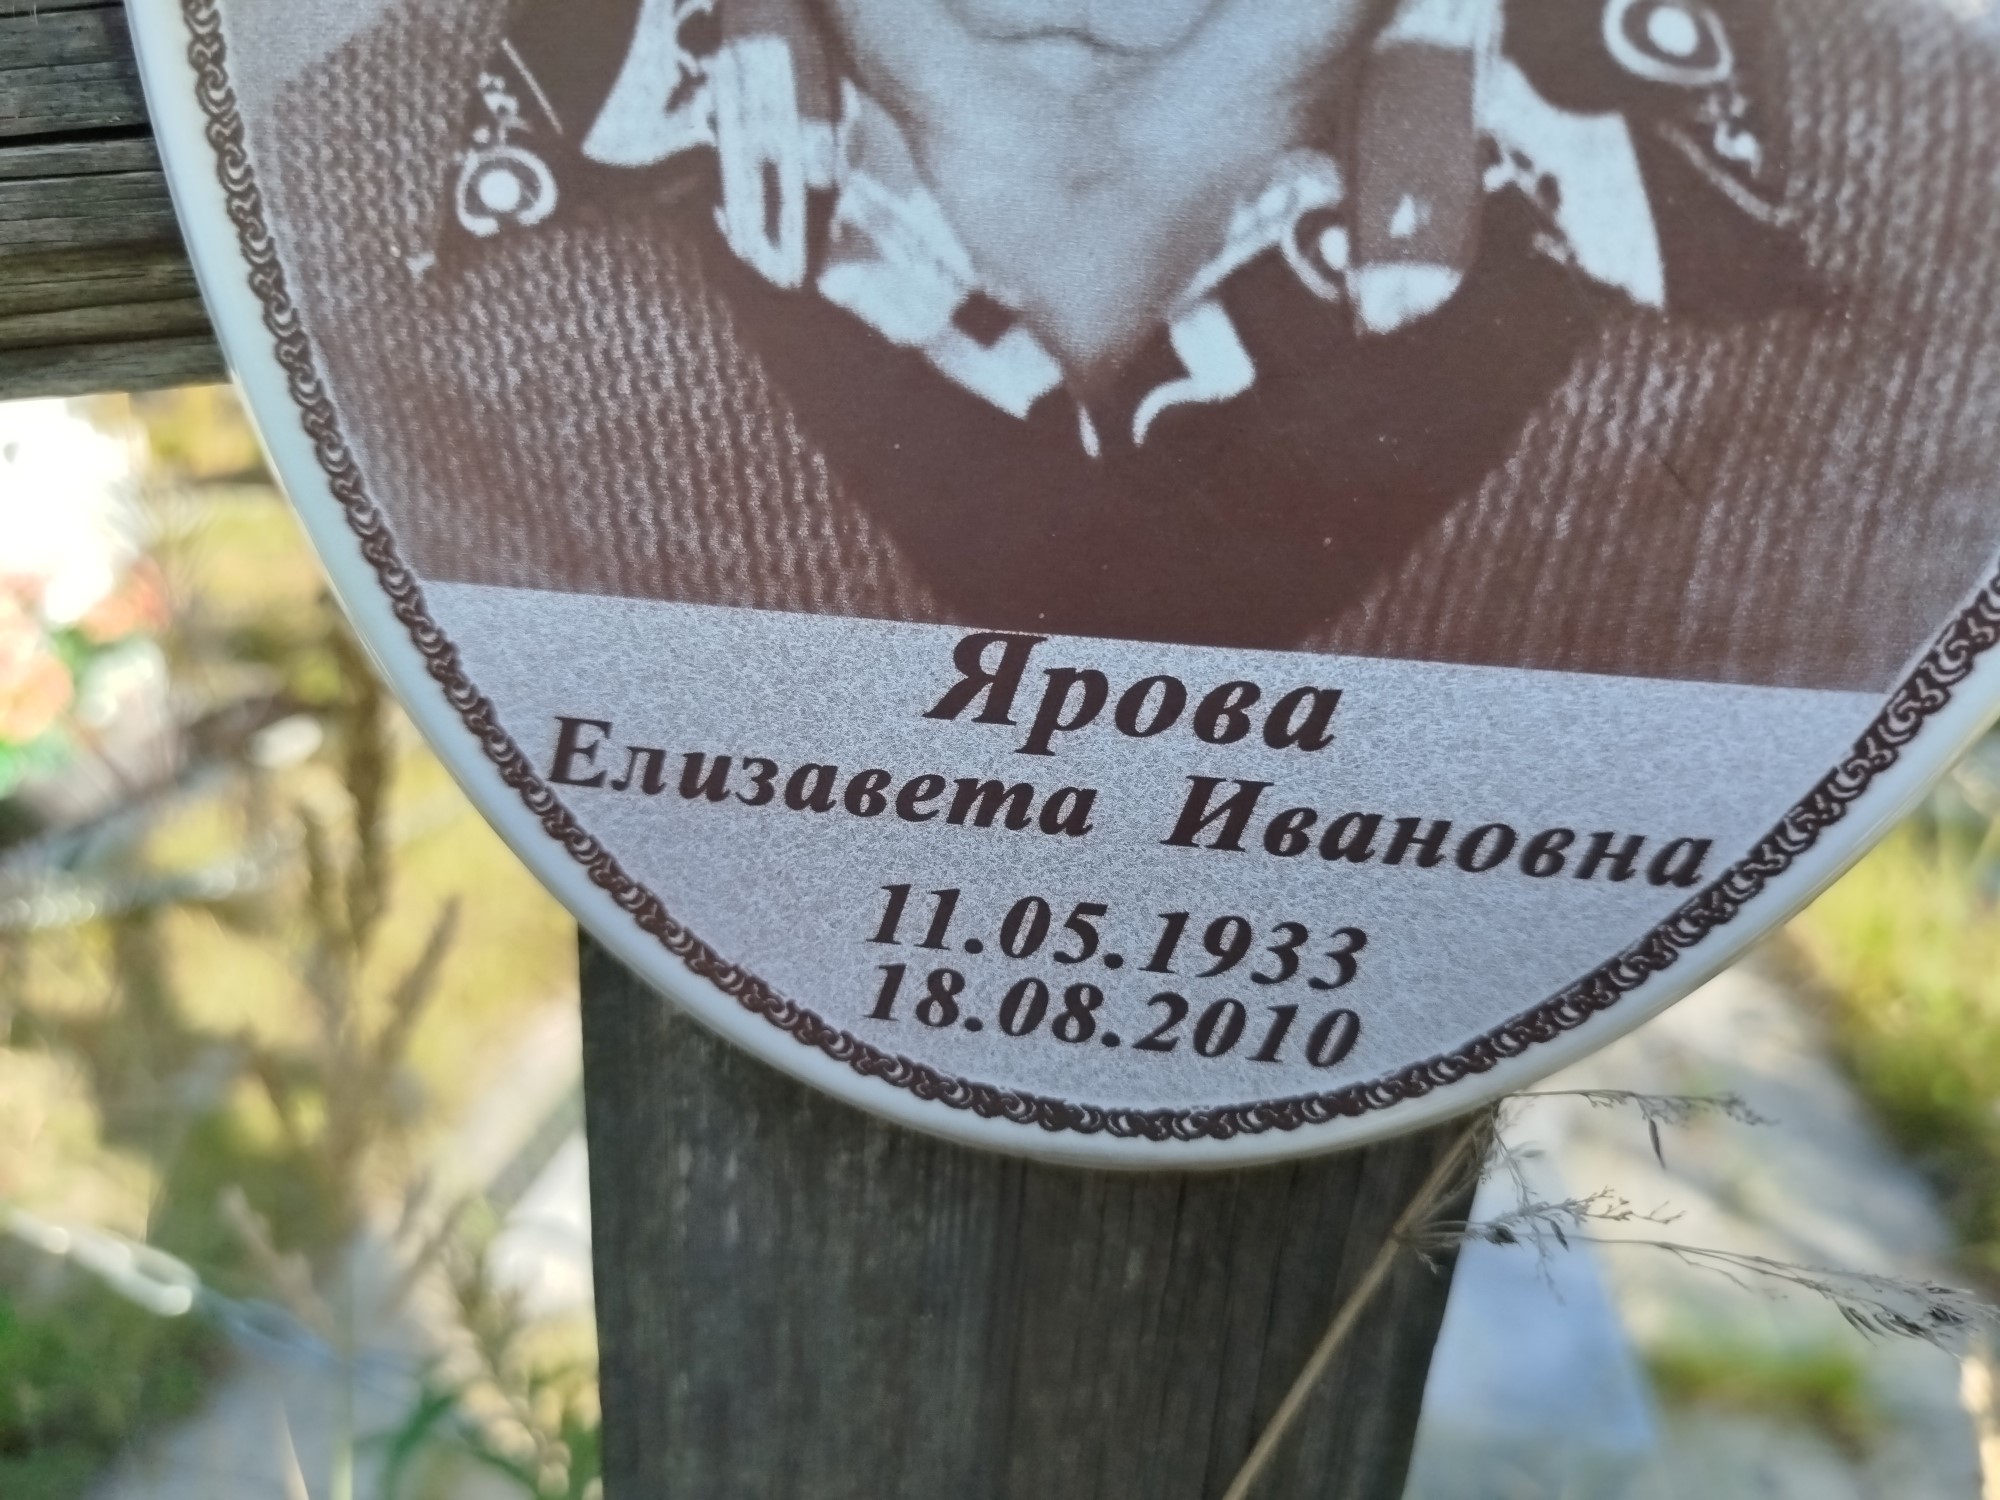 Ярова
Елизавета Ивановна
11.05.1933
18.08.2010